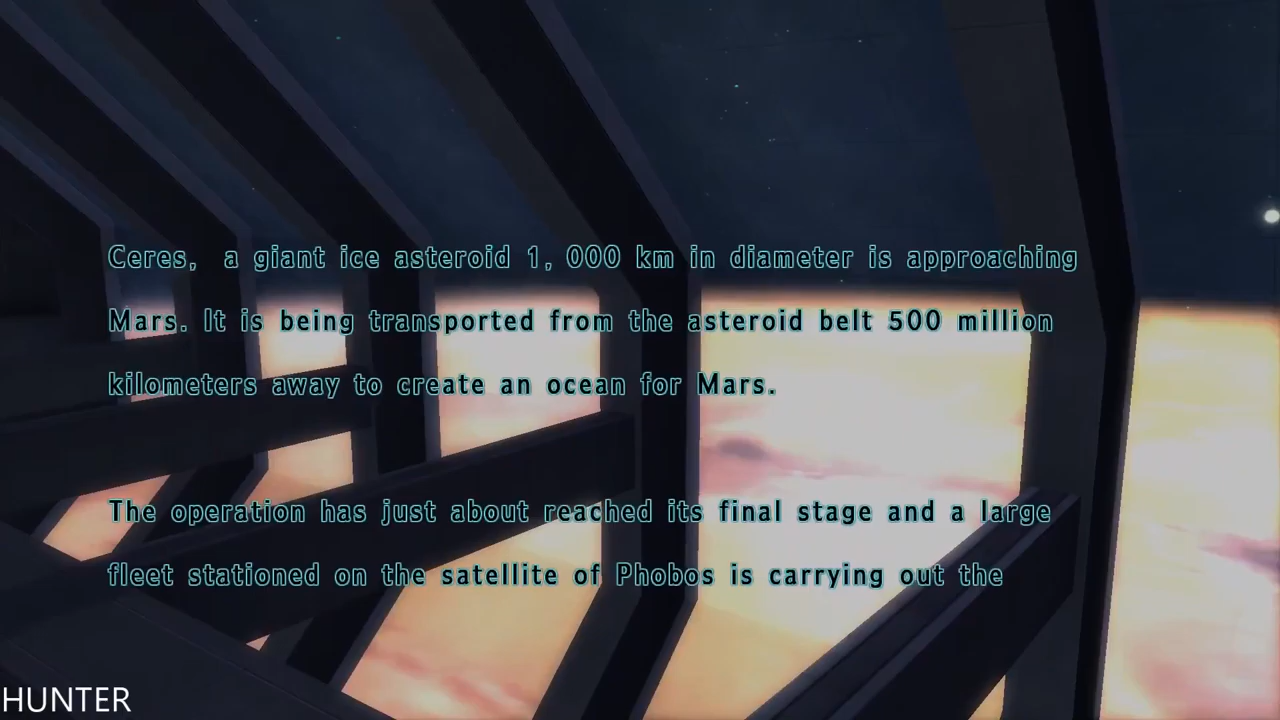 Ceres, a giant ice asteroid 1, 000 km in diameter is approaching
Mars. It is being transported from the asteroid belt 500 million
kilometers away to create an ocean for Mars.
The operation has just about reached its final stage and a large
fleet stationed on the satellite of Phobos is carrying out the
HUNTER